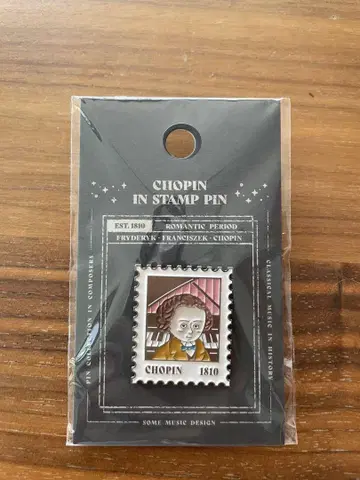 CHOPIN
IN STAMP PIN
EST. 1810
ROMANTIC PERIOD
FRYDERYK · FRANCISZEK · CHOPIN
PIN COLLECTION IN COMPOSERS
CLASSICAL MUSIC IN HISTORY
CHOPIN 1810
SOME MUSIC DESIGN